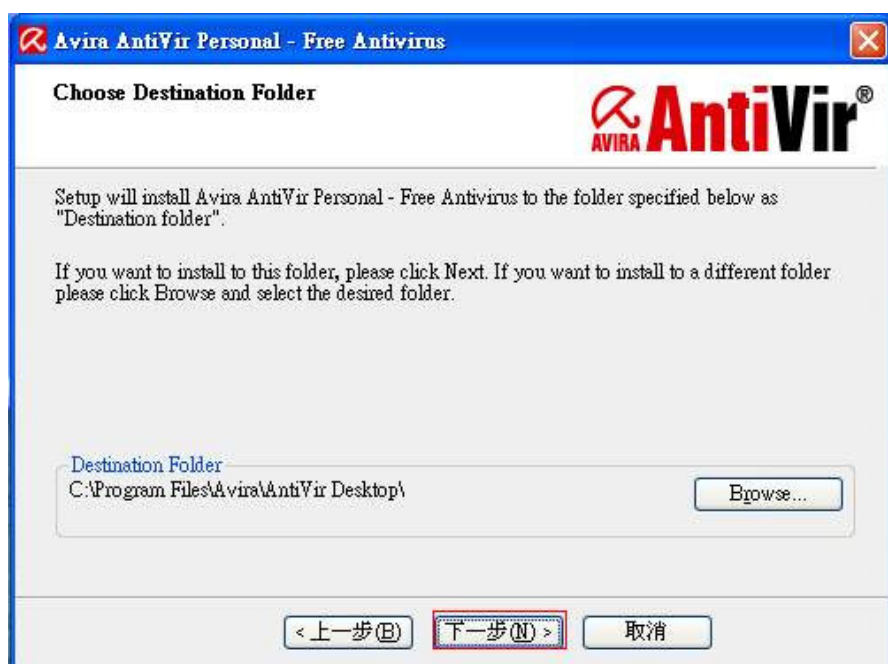 Avira AntiVir Personal - Free Antivirus
Choose Destination Folder
AVIRA AntiVir®
Setup will install Avira AntiVir Personal - Free Antivirus to the folder specified below as
"Destination folder".
If you want to install to this folder, please click Next. If you want to install to a different folder
please click Browse and select the desired folder.
Destination Folder
C:\Program Files\Avira\AntiVir Desktop\
Browse...
<上一步(B) 下一步(N)> 取消